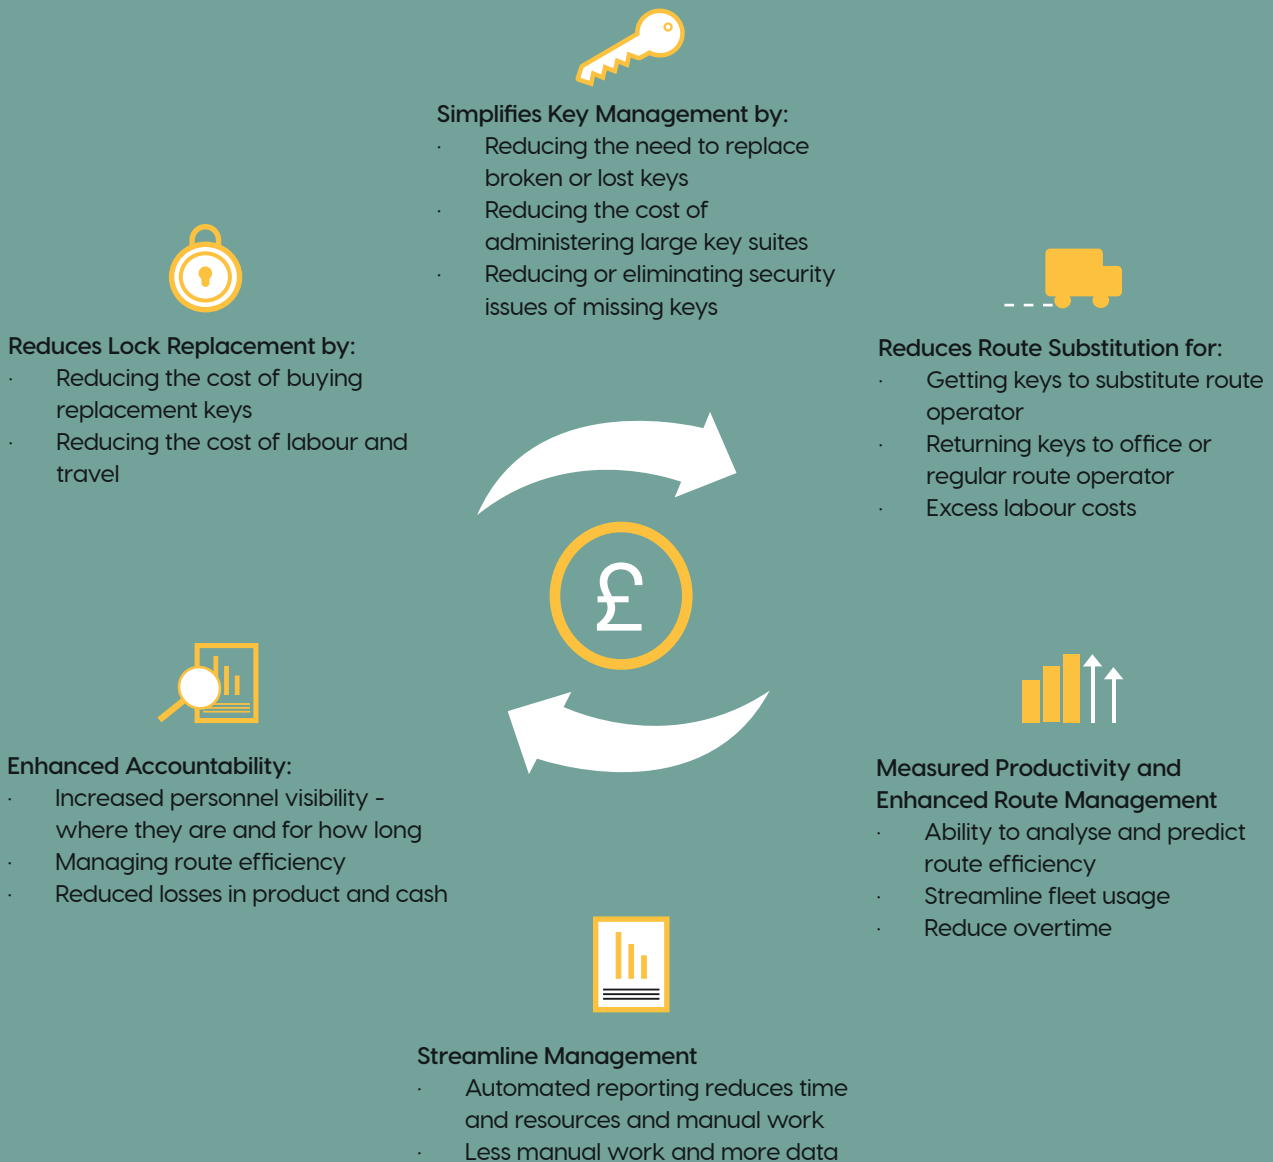 Simplifies Key Management by:
· Reducing the need to replace
broken or lost keys
· Reducing the cost of
administering large key suites
· Reducing or eliminating security
issues of missing keys
Reduces Lock Replacement by:
· Reducing the cost of buying
replacement keys
· Reducing the cost of labour and
travel
Reduces Route Substitution for:
· Getting keys to substitute route
operator
· Returning keys to office or
regular route operator
· Excess labour costs
£
Enhanced Accountability:
· Increased personnel visibility -
where they are and for how long
· Managing route efficiency
· Reduced losses in product and cash
Measured Productivity and
Enhanced Route Management
· Ability to analyse and predict
route efficiency
· Streamline fleet usage
· Reduce overtime
Streamline Management
· Automated reporting reduces time
and resources and manual work
· Less manual work and more data